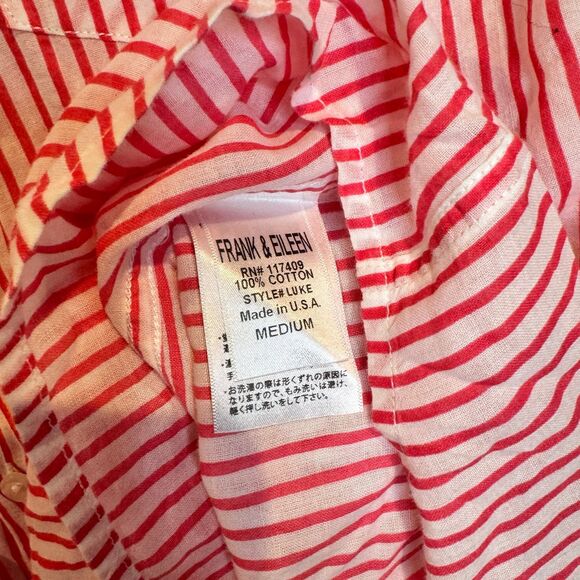 FRANK & EILEEN
RN# 117409
100% COTTON
STYLE# LUKE
Made in U.S.A.
MEDIUM
・お洗濯の際は形くずれの原因に
なりますので、もみ洗いは避け、
軽く押し洗いをして下さい。